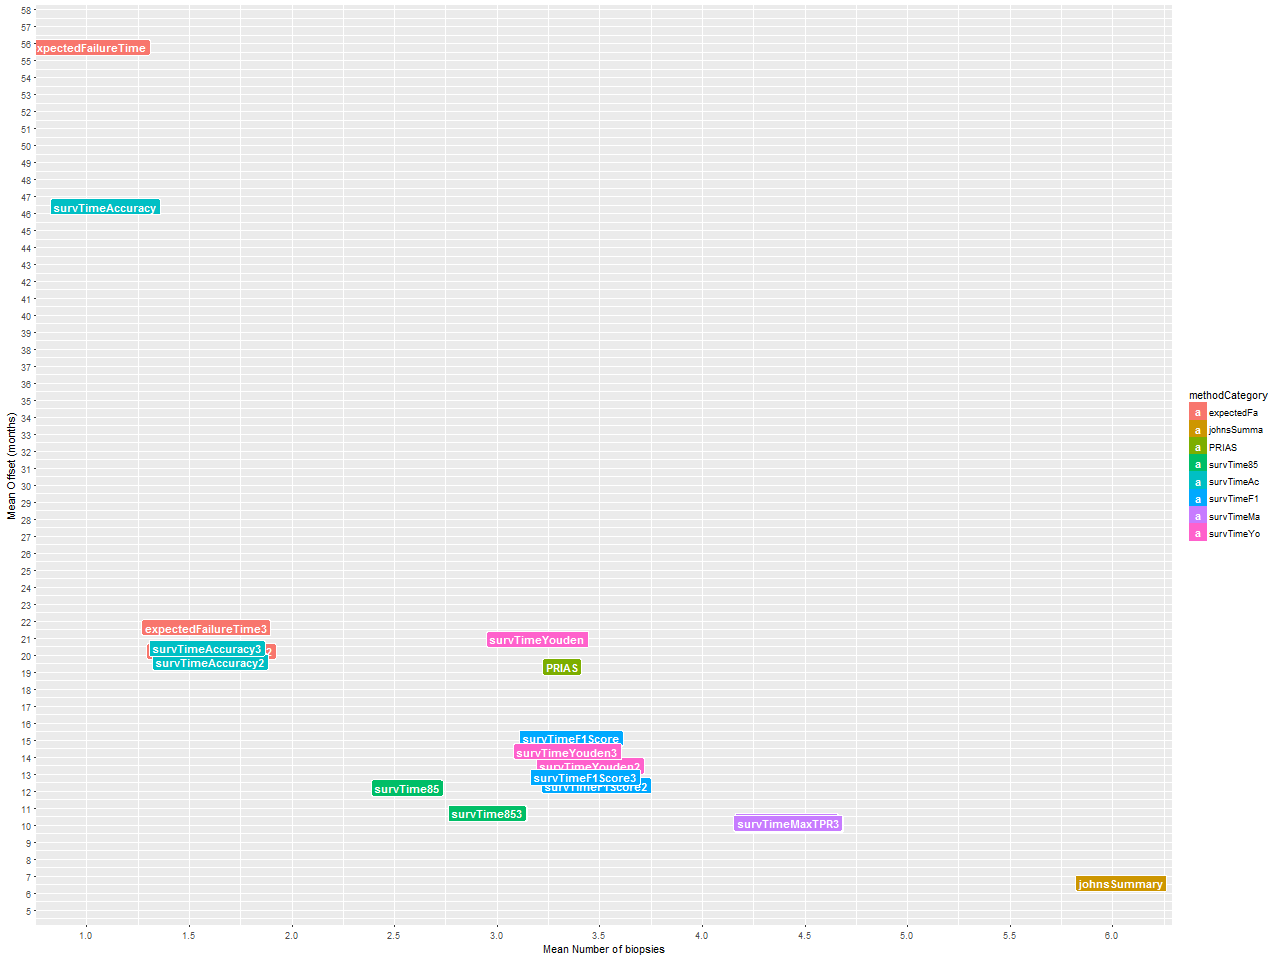 58
57
56
55
54
53
52
51
50
49
48
47
46
45
44
43
42
41
40
39
38
37
36
35
34
33
32
31
30
29
28
27
26
25
24
23
22
21
20
19
18
17
16
15
14
13
12
11
10
9
8
7
6
5
Mean Offset (months)
xpectedFailureTime
survTimeAccuracy
expectedFailureTime3
survTimeYouden
survTimeAccuracy3
2
survTimeAccuracy2
PRIAS
survTimeF1Score
survTimeYouden3
survTimeYouden2
survTimeF1Score3
survTimeF1Score2
survTime85
survTime853
survTimeMaxTPR3
johnsSummary
1.0 1.5 2.0 2.5 3.0 3.5 4.0 4.5 5.0 5.5 6.0
Mean Number of biopsies
methodCategory
a expectedFa
a johnsSumma
a PRIAS
a survTime85
a survTimeAc
a survTimeF1
a survTimeMa
a survTimeYo